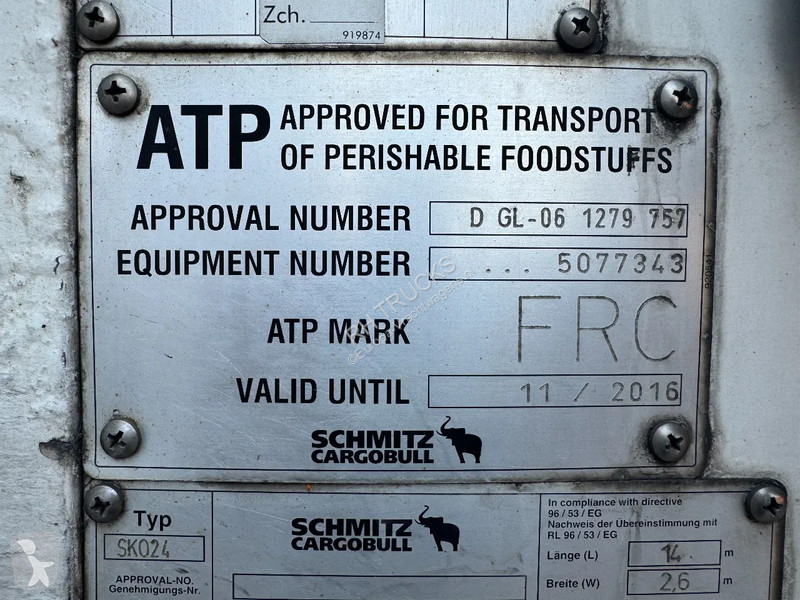 Zch.
919874
ATP APPROVED FOR TRANSPORT
OF PERISHABLE FOODSTUFFS
APPROVAL NUMBER D GL-06 1279 757
EQUIPMENT NUMBER ... 5077343
ATP MARK FRC
VALID UNTIL 11 / 2016
SCHMITZ
CARGOBULL
Typ
SKO24
APPROVAL-NO.
Genehmigungs-Nr.
SCHMITZ
CARGOBULL
In compliance with directive
96 / 53 / EG
Nachweis der Übereinstimmung mit
RL 96 / 53 / EG
Länge (L) 14 m
Breite (W) 2,6 m